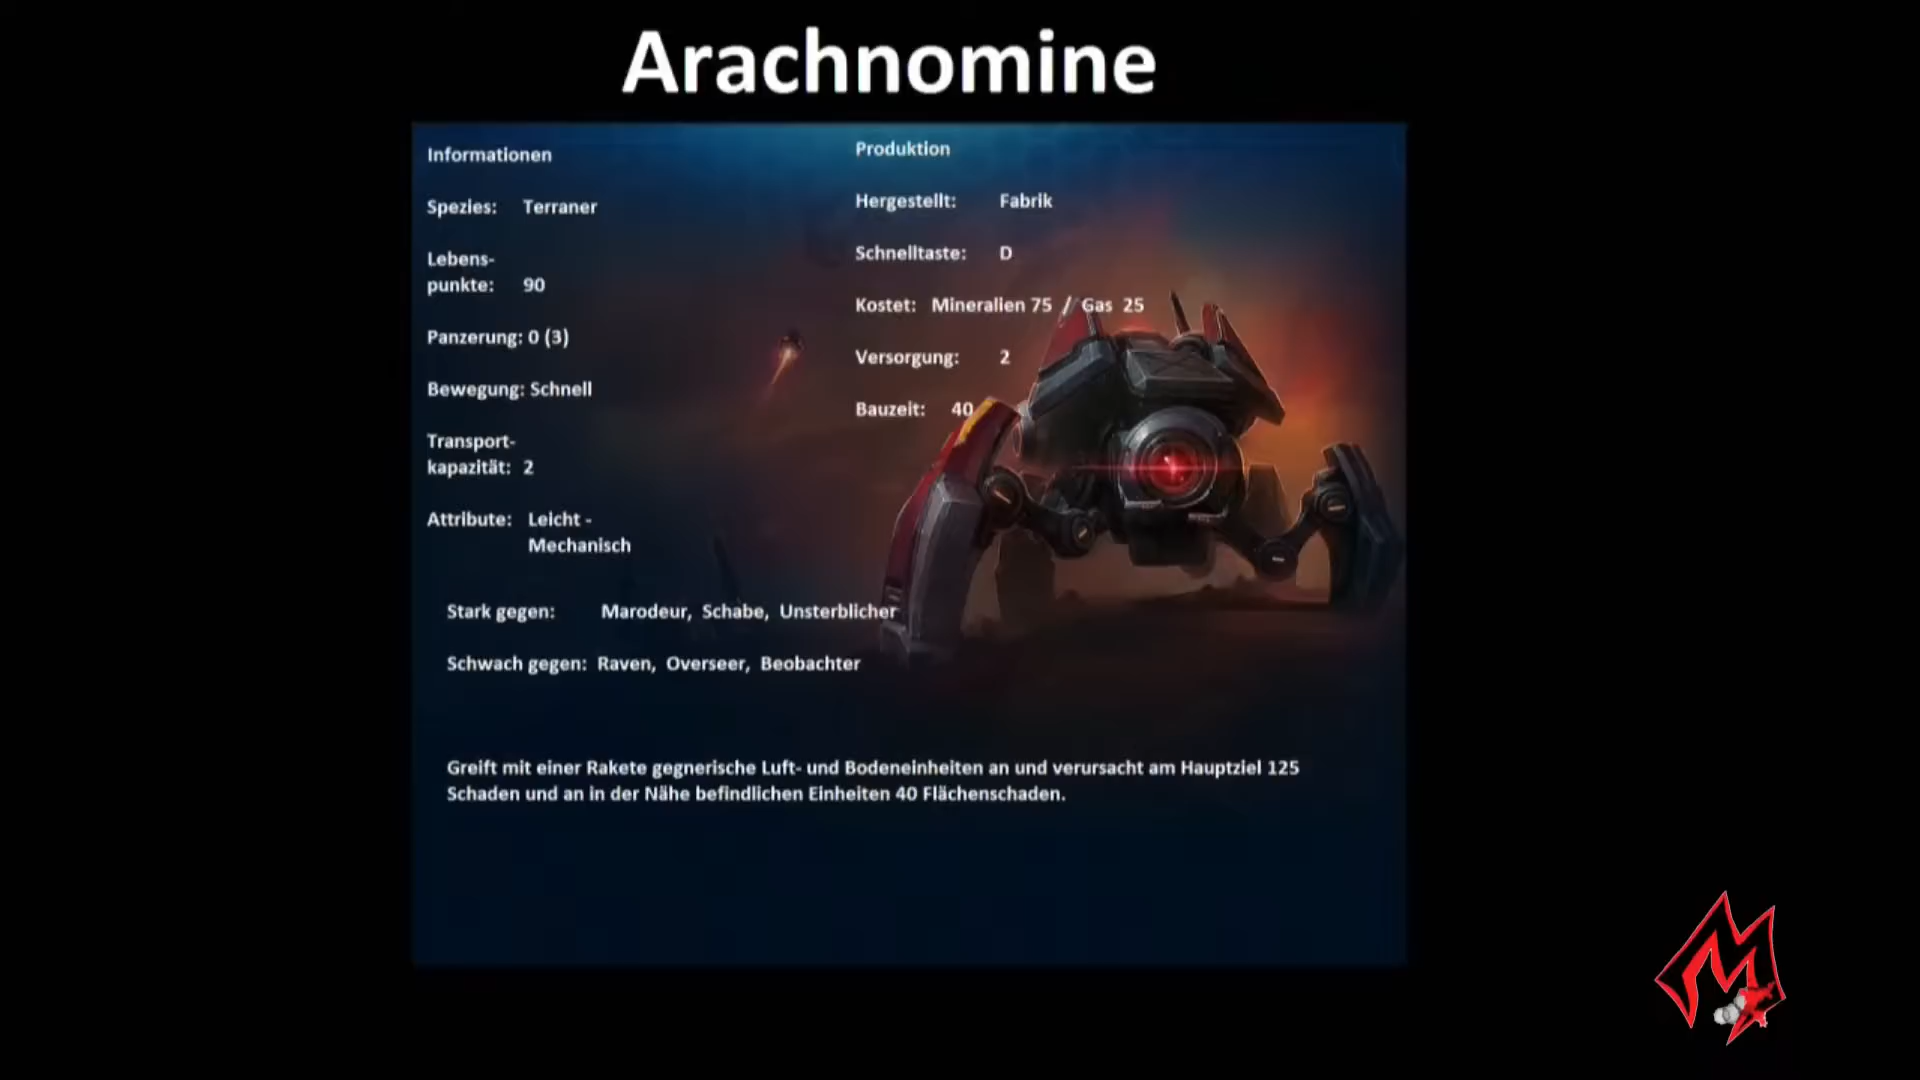 Arachnomine
Informationen
Spezies: Terraner
Lebens-
punkte: 90
Panzerung: 0 (3)
Bewegung: Schnell
Transport-
kapazität: 2
Attribute: Leicht -
Mechanisch
Produktion
Hergestellt: Fabrik
Schnelltaste: D
Kostet: Mineralien 75 / Gas 25
Versorgung: 2
Bauzeit: 40
Stark gegen: Marodeur, Schabe, Unsterblicher
Schwach gegen: Raven, Overseer, Beobachter
Greift mit einer Rakete gegnerische Luft- und Bodeneinheiten an und verursacht am Hauptziel 125
Schaden und an in der Nähe befindlichen Einheiten 40 Flächenschaden.
M